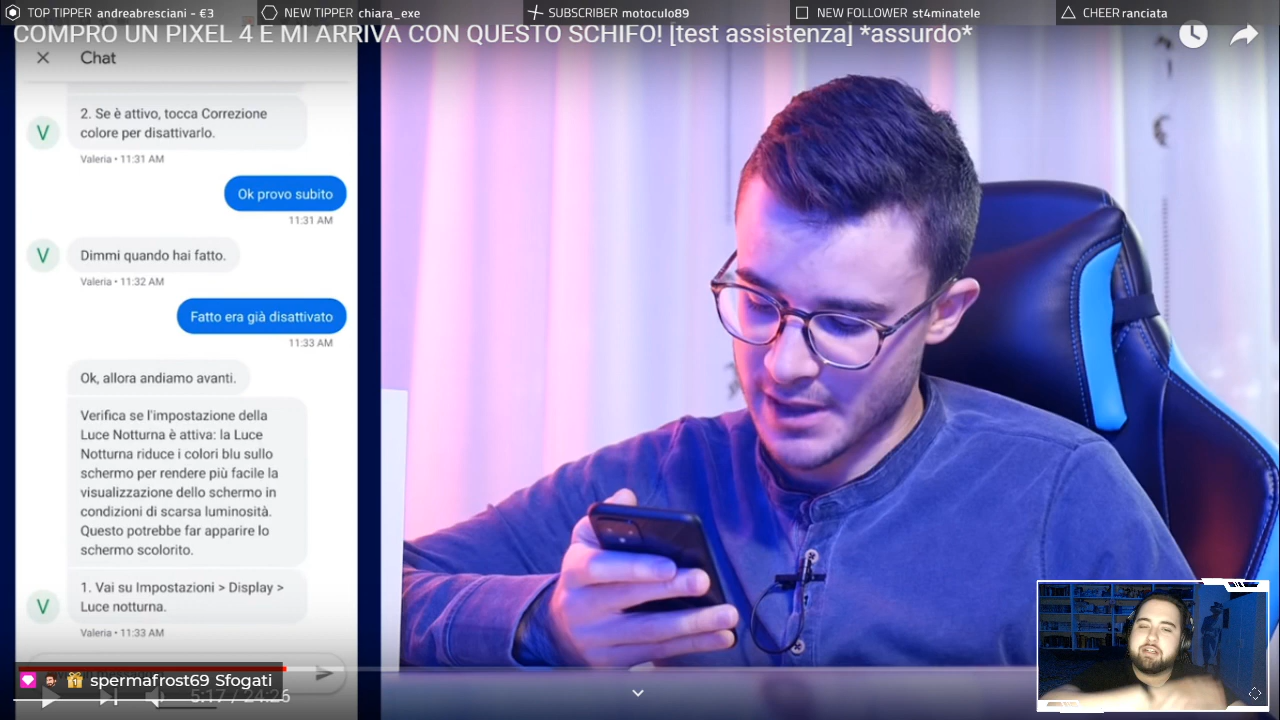 TOP TIPPER andreabresciani - €3
NEW TIPPER chiara_exe
SUBSCRIBER motoculo89
NEW FOLLOWER st4minatele
CHEER ranciata
COMPRO UN PIXEL 4 E MI ARRIVA CON QUESTO SCHIFO! [test assistenza] *assurdo*
Chat
2. Se è attivo, tocca Correzione
colore per disattivarlo.
V
Valeria • 11:31 AM
Ok provo subito
11:31 AM
V
Dimmi quando hai fatto.
Valeria • 11:32 AM
Fatto era già disattivato
11:33 AM
Ok, allora andiamo avanti.
Verifica se l'impostazione della
Luce Notturna è attiva: la Luce
Notturna riduce i colori blu sullo
schermo per rendere più facile la
visualizzazione dello schermo in
condizioni di scarsa luminosità.
Questo potrebbe far apparire lo
schermo scolorito.
1. Vai su Impostazioni > Display >
Luce notturna.
V
Valeria • 11:33 AM
spermafrost69 Sfogati
5:17 / 24:26